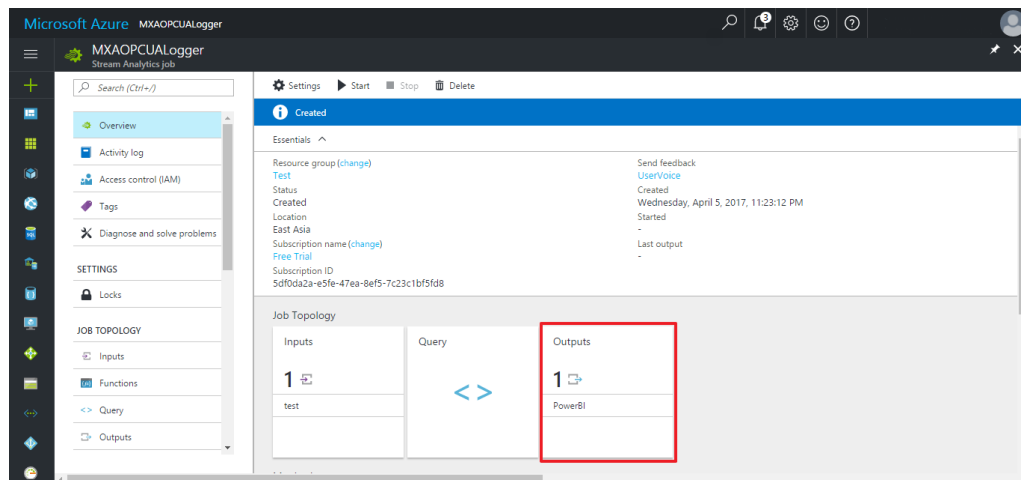 Microsoft Azure MXAOPCUALogger
3
MXAOPCUALogger
Stream Analytics job
Search (Ctrl+/)
Overview
Activity log
Access control (IAM)
Tags
Diagnose and solve problems
SETTINGS
Locks
JOB TOPOLOGY
Inputs
Functions
<> Query
Outputs
Settings Start Stop Delete
Created
Essentials
Resource group (change)
Test
Status
Created
Location
East Asia
Subscription name (change)
Free Trial
Subscription ID
5df0da2a-e5fe-47ea-8ef5-7c23c1bf5fd8
Send feedback
UserVoice
Created
Wednesday, April 5, 2017, 11:23:12 PM
Started
-
Last output
-
Job Topology
Inputs
1
test
Query
<>
Outputs
1
PowerBI